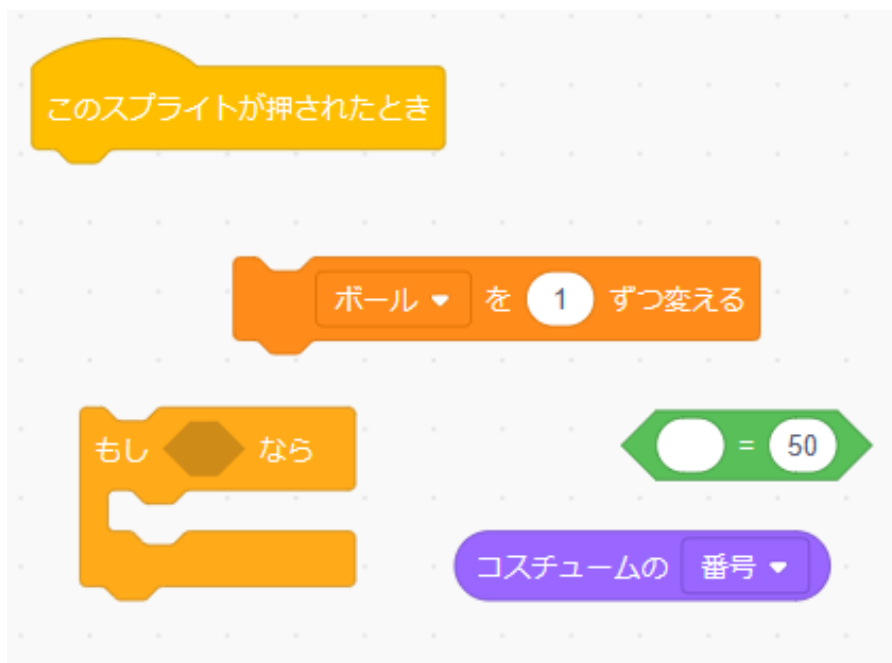 このスプライトが押されたとき
ボール を 1 ずつ変える
もし なら
= 50
コスチュームの 番号